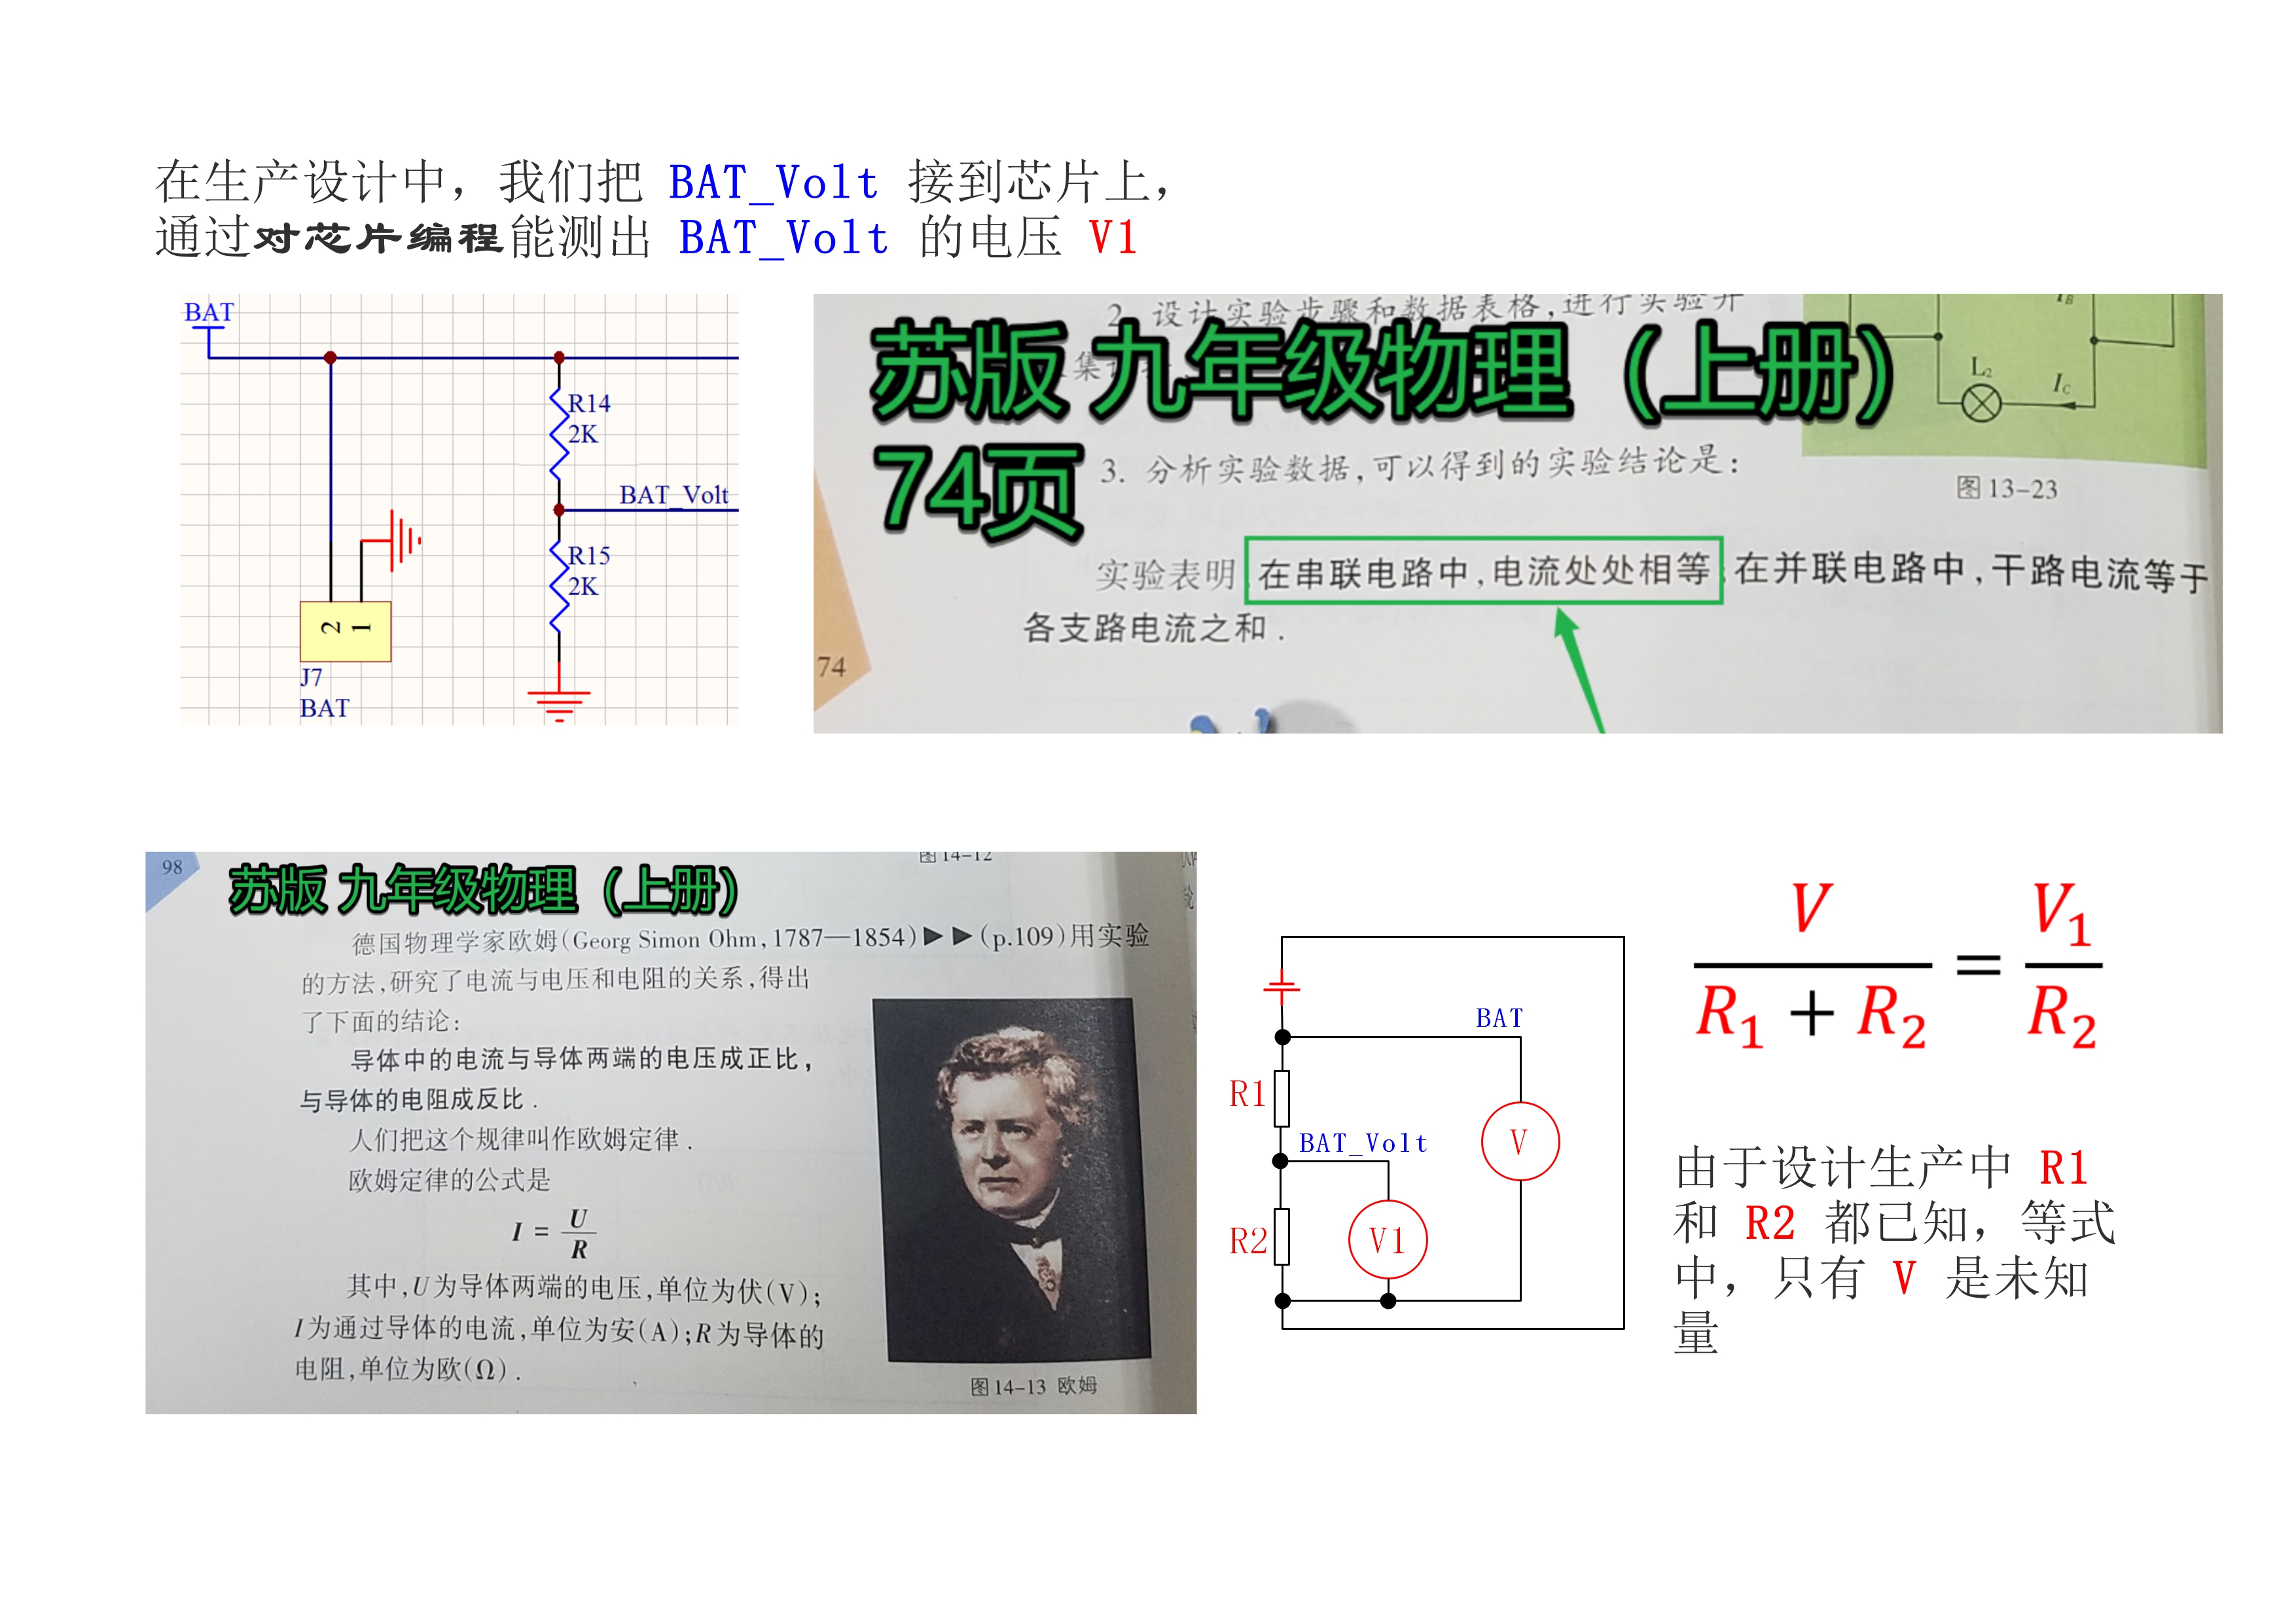 在生产设计中，我们把 BAT_Volt 接到芯片上，
通过对芯片编程能测出 BAT_Volt 的电压 V1
BAT
R14
2K
BAT_Volt
R15
2K
2 1
J7
BAT
2. 设计实验步骤和数据表格,进行实验并
集
苏版 九年级物理（上册）
74页
L2
IB
IC
3. 分析实验数据,可以得到的实验结论是:
图 13-23
实验表明 在串联电路中,电流处处相等 在并联电路中,干路电流等于
各支路电流之和.
74
98
图 14-12
苏版 九年级物理（上册）
德国物理学家欧姆(Georg Simon Ohm,1787—1854)▶▶(p.109)用实验
的方法,研究了电流与电压和电阻的关系,得出
了下面的结论:
导体中的电流与导体两端的电压成正比,
与导体的电阻成反比.
人们把这个规律叫作欧姆定律.
欧姆定律的公式是
I = U/R
其中,U为导体两端的电压,单位为伏(V);
I为通过导体的电流,单位为安(A);R为导体的
电阻,单位为欧(Ω).
图 14-13 欧姆
BAT
R1
BAT_Volt
V
R2
V1
V/(R1 + R2) = V1/R2
由于设计生产中 R1
和 R2 都已知，等式
中，只有 V 是未知
量